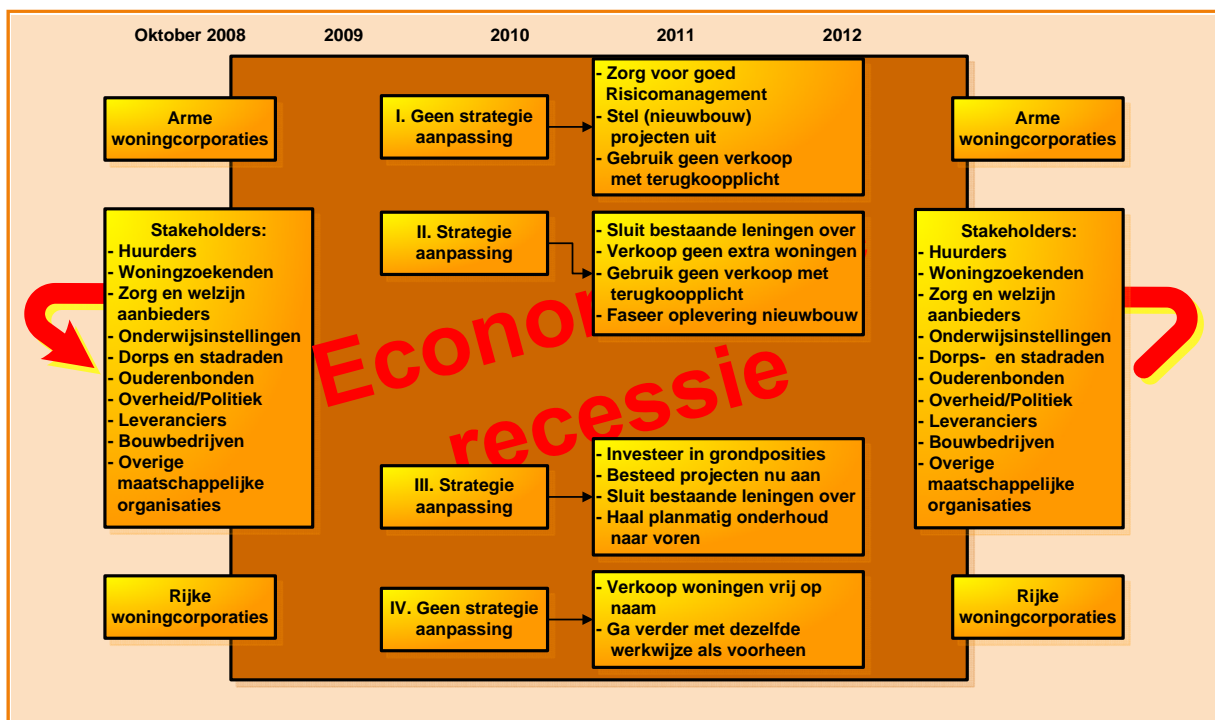 Oktober 2008 2009 2010 2011 2012
Arme
woningcorporaties
Stakeholders:
- Huurders
- Woningzoekenden
- Zorg en welzijn
aanbieders
- Onderwijsinstellingen
- Dorps en stadraden
- Ouderenbonden
- Overheid/Politiek
- Leveranciers
- Bouwbedrijven
- Overige
maatschappelijke
organisaties
Rijke
woningcorporaties
I. Geen strategie
aanpassing
- Zorg voor goed
Risicomanagement
- Stel (nieuwbouw)
projecten uit
- Gebruik geen verkoop
met terugkoopplicht
II. Strategie
aanpassing
- Sluit bestaande leningen over
- Verkoop geen extra woningen
- Gebruik geen verkoop met
terugkoopplicht
- Faseer oplevering nieuwbouw
Econor
recessie
III. Strategie
aanpassing
- Investeer in grondposities
- Besteed projecten nu aan
- Sluit bestaande leningen over
- Haal planmatig onderhoud
naar voren
IV. Geen strategie
aanpassing
- Verkoop woningen vrij op
naam
- Ga verder met dezelfde
werkwijze als voorheen
Arme
woningcorporaties
Stakeholders:
- Huurders
- Woningzoekenden
- Zorg en welzijn
aanbieders
- Onderwijsinstellingen
- Dorps- en stadraden
- Ouderenbonden
- Overheid/Politiek
- Leveranciers
- Bouwbedrijven
- Overige
maatschappelijke
organisaties
Rijke
woningcorporaties